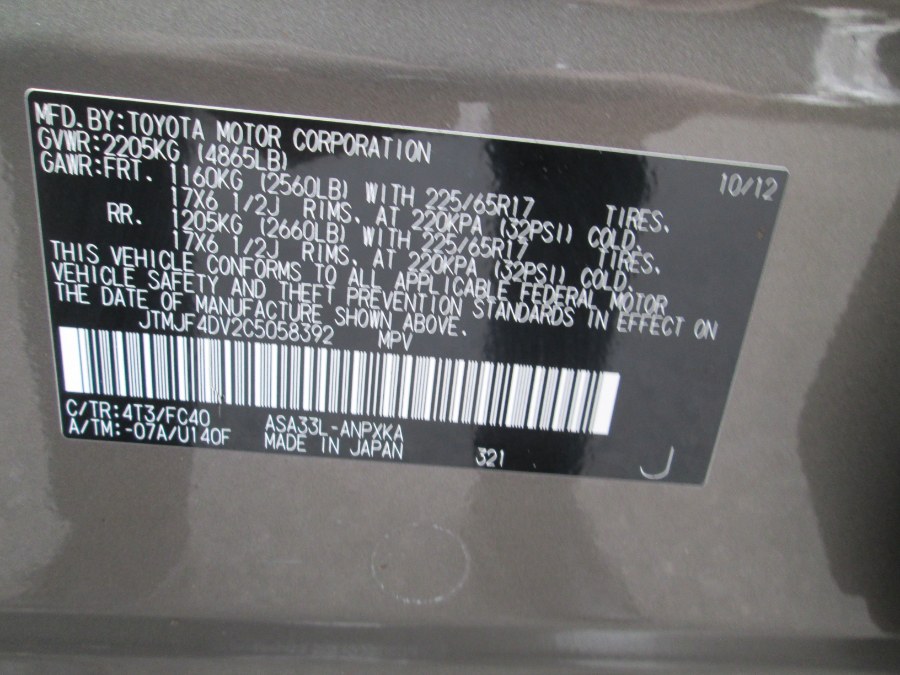 MFD. BY: TOYOTA MOTOR CORPORATION 10/12
GVWR: 2205KG (4865LB)
GAWR: FRT. 1160KG (2560LB) WITH 225/65R17 TIRES.
17X6 1/2J RIMS. AT 220KPA (32PSI) COLD.
RR. 1205KG (2660LB) WITH 225/65R17 TIRES.
17X6 1/2J RIMS. AT 220KPA (32PSI) COLD.
THIS VEHICLE CONFORMS TO ALL APPLICABLE FEDERAL MOTOR
VEHICLE SAFETY AND THEFT PREVENTION STANDARDS IN EFFECT ON
THE DATE OF MANUFACTURE SHOWN ABOVE.
JTMJF4DV2C5058392 MPV
C/TR: 4T3/FC40 ASA33L-ANPXKA
A/TM: -07A/U140F MADE IN JAPAN 321 J